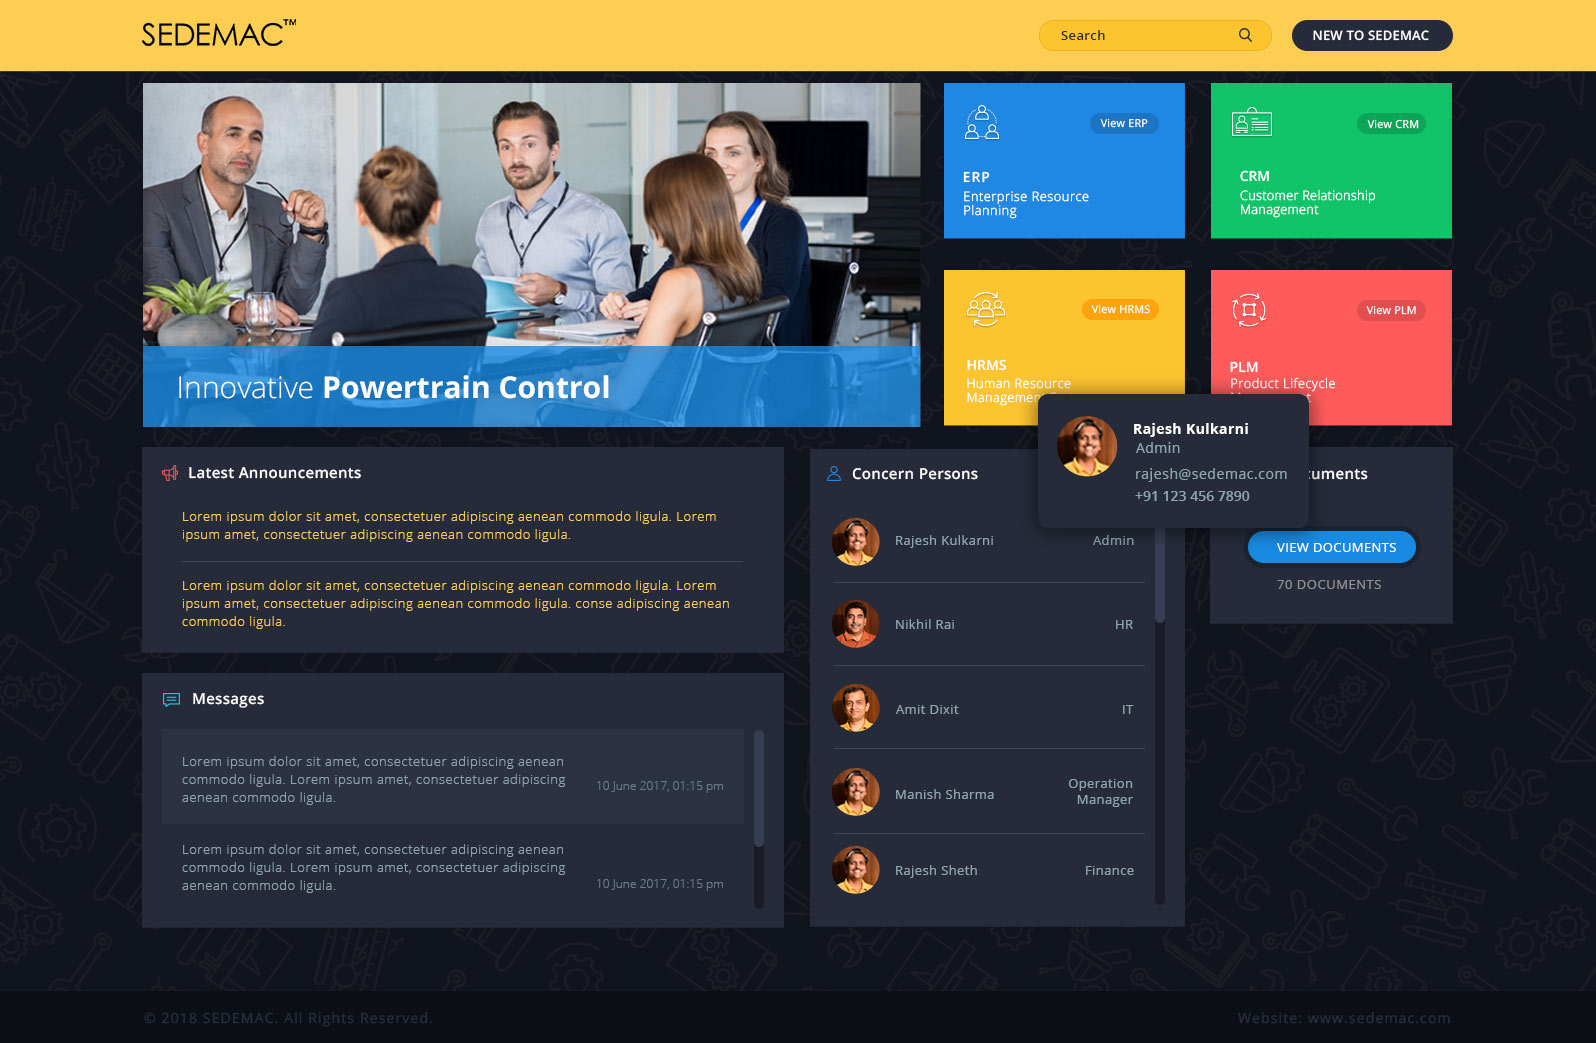 SEDEMAC™
Search
NEW TO SEDEMAC
View ERP
ERP
Enterprise Resource
Planning
View CRM
CRM
Customer Relationship
Management
Innovative Powertrain Control
View HRMS
HRMS
Human Resource
Management
View PLM
PLM
Product Lifecycle
Rajesh Kulkarni
Admin
rajesh@sedemac.com
+91 123 456 7890
Latest Announcements
Lorem ipsum dolor sit amet, consectetuer adipiscing aenean commodo ligula. Lorem
ipsum amet, consectetuer adipiscing aenean commodo ligula.
Lorem ipsum dolor sit amet, consectetuer adipiscing aenean commodo ligula. Lorem
ipsum amet, consectetuer adipiscing aenean commodo ligula. conse adipiscing aenean
commodo ligula.
Messages
Lorem ipsum dolor sit amet, consectetuer adipiscing aenean
commodo ligula. Lorem ipsum amet, consectetuer adipiscing
aenean commodo ligula.
10 June 2017, 01:15 pm
Lorem ipsum dolor sit amet, consectetuer adipiscing aenean
commodo ligula. Lorem ipsum amet, consectetuer adipiscing
aenean commodo ligula.
10 June 2017, 01:15 pm
Concern Persons
Rajesh Kulkarni
Admin
Nikhil Rai
HR
Amit Dixit
IT
Manish Sharma
Operation
Manager
Rajesh Sheth
Finance
uments
VIEW DOCUMENTS
70 DOCUMENTS
© 2018 SEDEMAC. All Rights Reserved.
Website: www.sedemac.com